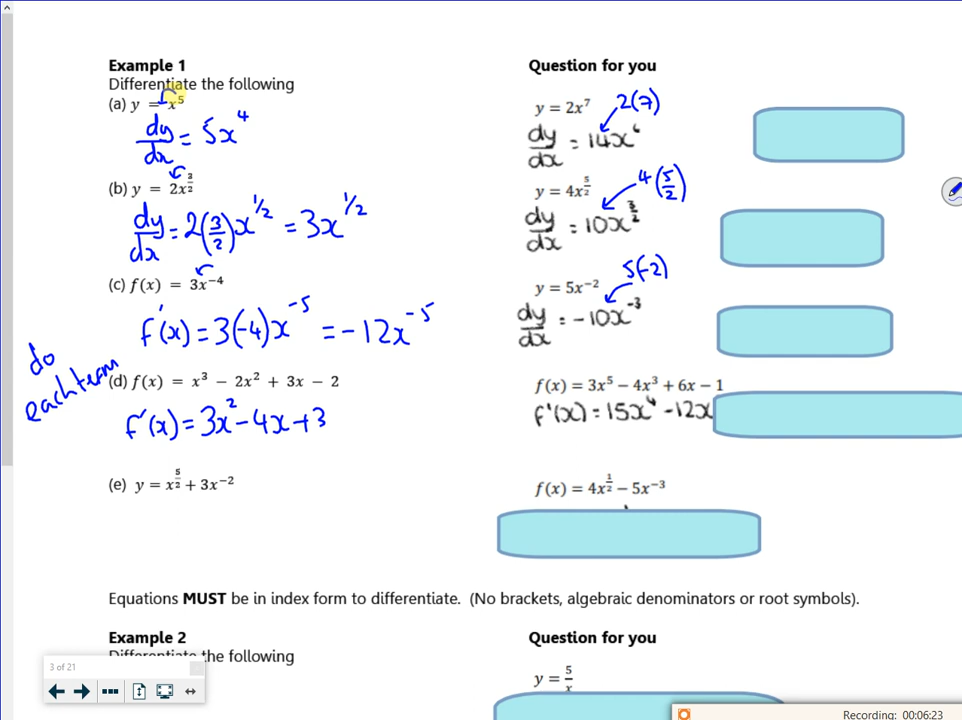 Example 1
Differentiate the following
(a) y = x⁵
dy/dx = 5x⁴
(b) y = 2x^(3/2)
dy/dx = 2(3/2)x^(1/2) = 3x^(1/2)
(c) f(x) = 3x⁻⁴
f'(x) = 3(-4)x⁻⁵ = -12x⁻⁵
do
each term
(d) f(x) = x³ − 2x² + 3x − 2
f'(x) = 3x² - 4x + 3
(e) y = x^(5/2) + 3x⁻²
Question for you
y = 2x⁷
2(7)
dy/dx = 14x⁶
y = 4x^(5/2)
4(5/2)
dy/dx = 10x^(3/2)
y = 5x⁻²
5(-2)
dy/dx = -10x⁻³
f(x) = 3x⁵ − 4x³ + 6x − 1
f'(x) = 15x⁴ - 12x
f(x) = 4x^(1/2) − 5x⁻³
Equations MUST be in index form to differentiate. (No brackets, algebraic denominators or root symbols).
Example 2
Differentiate the following
Question for you
y = 5/x
3 of 21
Recording: 00:06:23